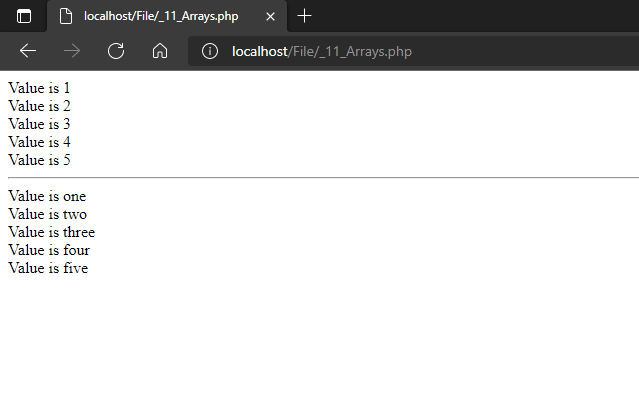 localhost/File/_11_Arrays.php
localhost/File/_11_Arrays.php
Value is 1
Value is 2
Value is 3
Value is 4
Value is 5
Value is one
Value is two
Value is three
Value is four
Value is five